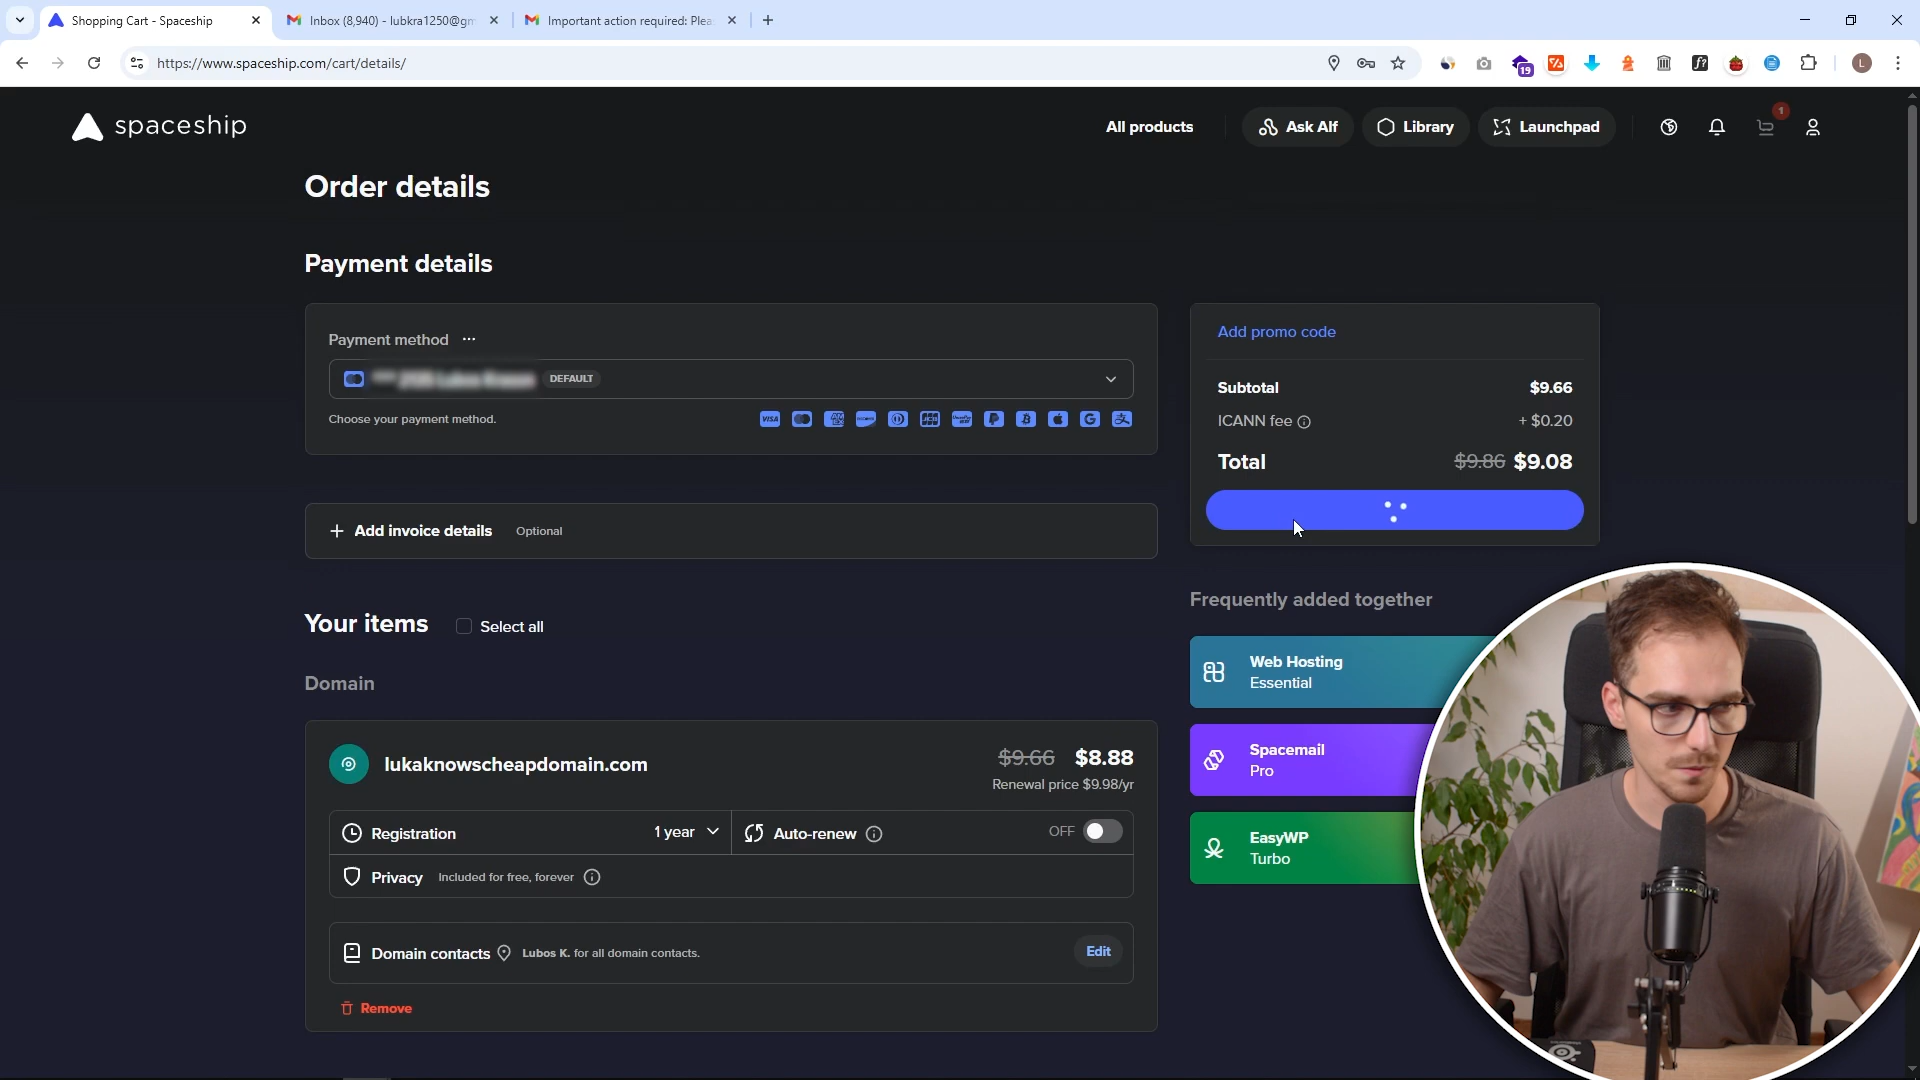 Shopping Cart - Spaceship
Inbox (8,940) - lubkra1250@gm
Important action required: Plea
https://www.spaceship.com/cart/details/
19
L
spaceship
All products
Ask Alf
Library
Launchpad
1
Order details
Payment details
Payment method ···
DEFAULT
Choose your payment method.
VISA
Add promo code
Subtotal $9.66
ICANN fee + $0.20
Total $9.86 $9.08
+ Add invoice details Optional
Your items Select all
Frequently added together
Web Hosting
Essential
Spacemail
Pro
EasyWP
Turbo
Domain
lukaknowscheapdomain.com
$9.66 $8.88
Renewal price $9.98/yr
Registration 1 year
Auto-renew OFF
Privacy Included for free, forever
Domain contacts Lubos K. for all domain contacts.
Edit
Remove